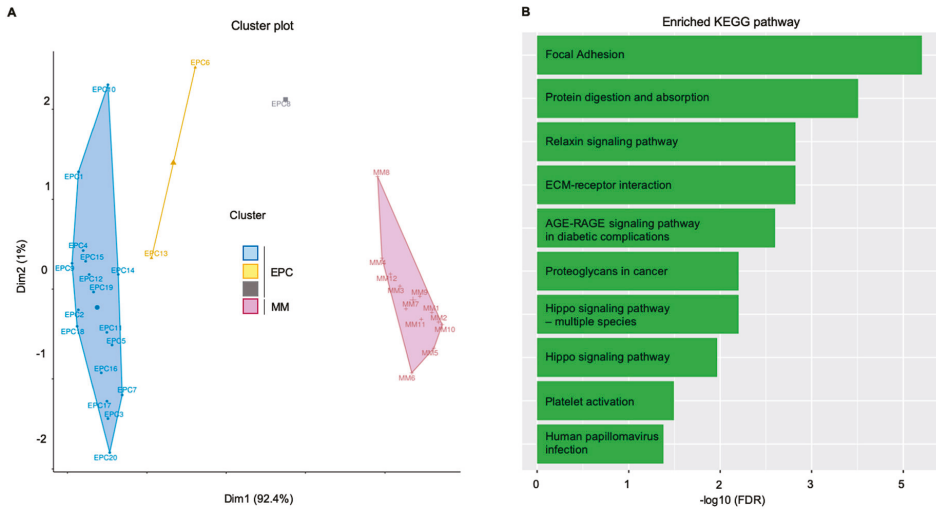 A
Cluster plot
Dim2 (1%)
2
1
0
-1
-2
EPC10
EPC6
EPC8
EPC1
EPC13
EPC4
EPC15
EPC9
EPC14
EPC12
EPC19
EPC2
EPC18
EPC11
EPC5
EPC16
EPC7
EPC17
EPC3
EPC20
Cluster
EPC
MM
MM8
MM4
MM12
MM3
MM9
MM7
MM1
MM2
MM11
MM10
MM5
MM6
Dim1 (92.4%)
B
Enriched KEGG pathway
Focal Adhesion
Protein digestion and absorption
Relaxin signaling pathway
ECM-receptor interaction
AGE-RAGE signaling pathway
in diabetic complications
Proteoglycans in cancer
Hippo signaling pathway
– multiple species
Hippo signaling pathway
Platelet activation
Human papillomavirus
infection
0 1 2 3 5
-log10 (FDR)